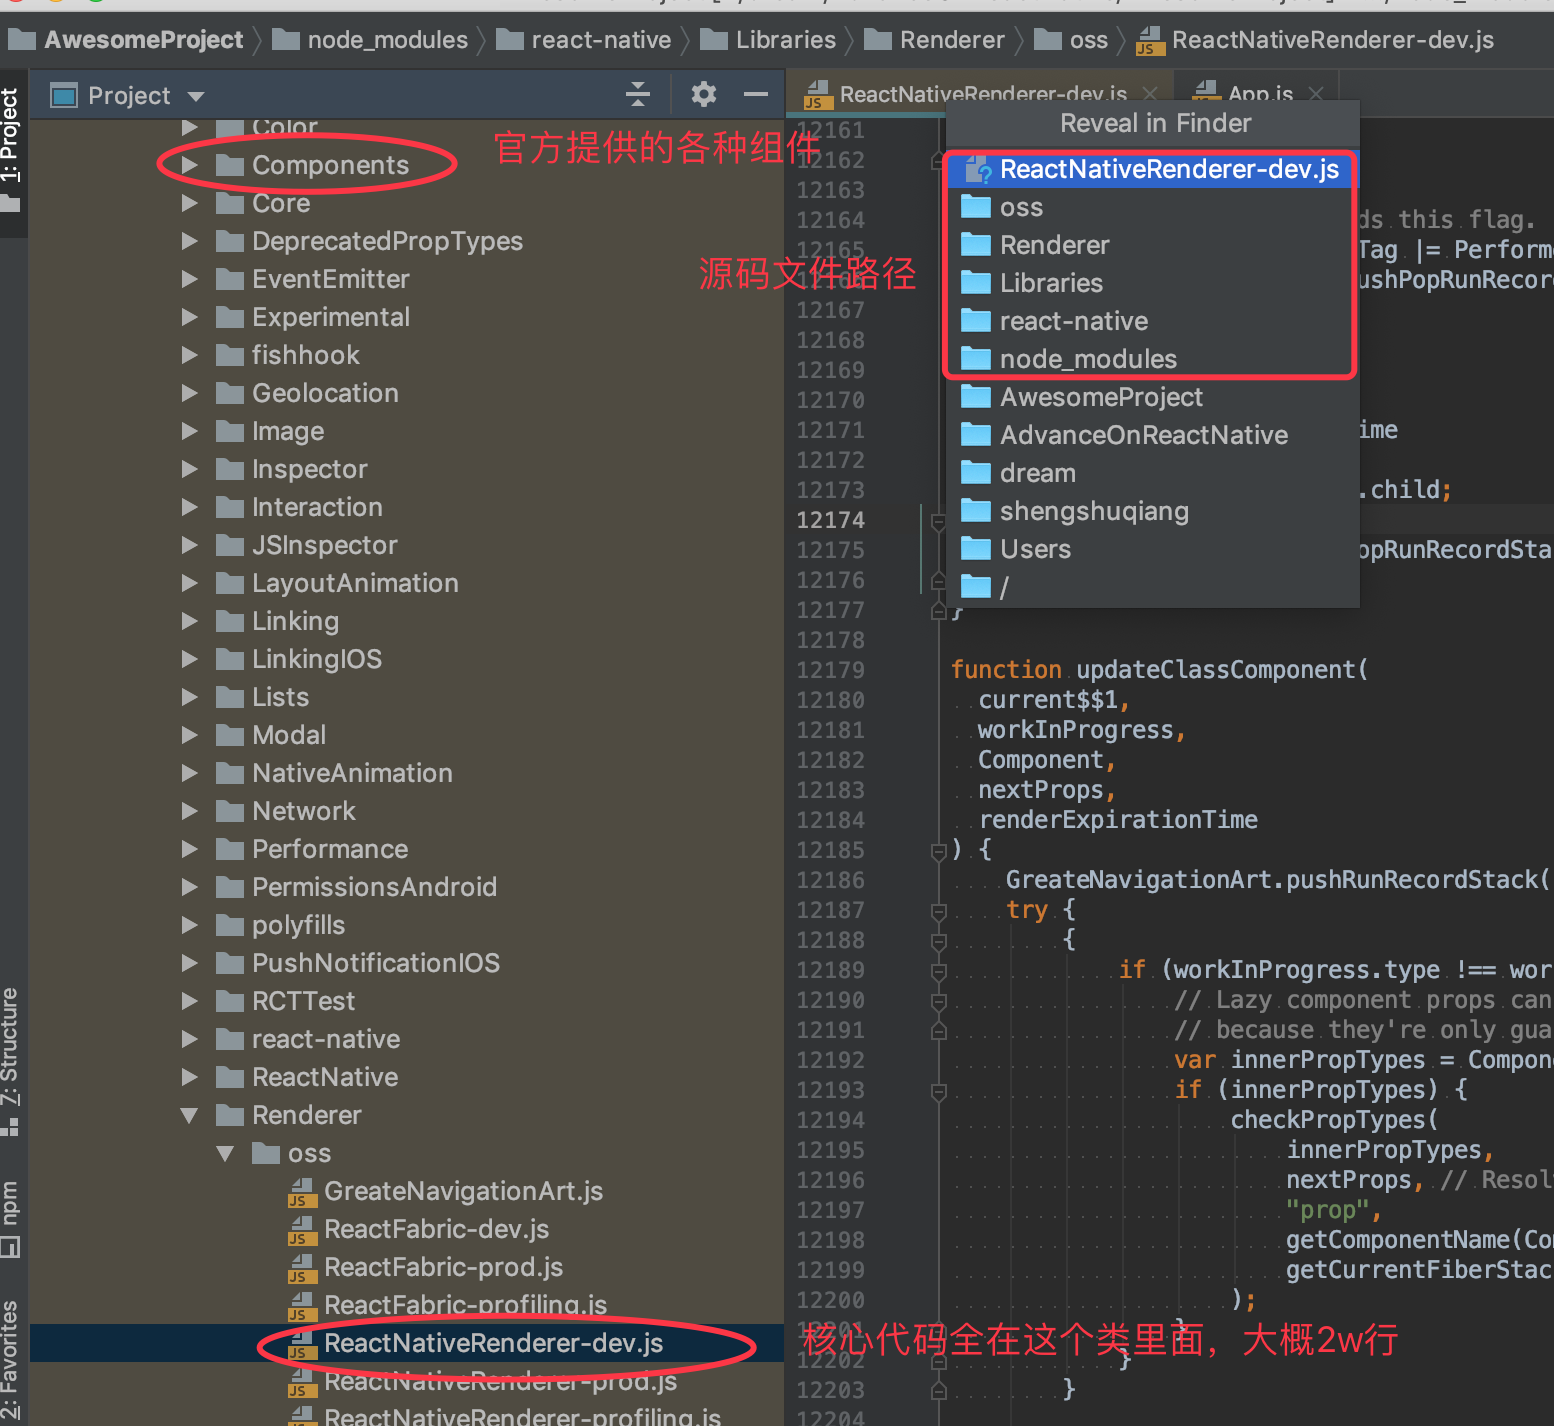 AwesomeProject node_modules react-native Libraries Renderer oss ReactNativeRenderer-dev.js
Project
ReactNativeRenderer-dev.js
App.js
1: Project
7: Structure
npm
2: Favorites
Color
Components
官方提供的各种组件
Core
DeprecatedPropTypes
EventEmitter
Experimental
fishhook
Geolocation
Image
Inspector
Interaction
JSInspector
LayoutAnimation
Linking
LinkingIOS
Lists
Modal
NativeAnimation
Network
Performance
PermissionsAndroid
polyfills
PushNotificationIOS
RCTTest
react-native
ReactNative
Renderer
oss
GreateNavigationArt.js
ReactFabric-dev.js
ReactFabric-prod.js
ReactFabric-profiling.js
ReactNativeRenderer-dev.js
ReactNativeRenderer-prod.js
ReactNativeRenderer-profiling.js
源码文件路径
Reveal in Finder
ReactNativeRenderer-dev.js
oss
Renderer
Libraries
react-native
node_modules
AwesomeProject
AdvanceOnReactNative
dream
shengshuqiang
Users
/
12161
12162
12163
12164 ds this flag.
12165 Tag |= Perform
12166 ushPopRunRecor
12167
12168
12169
12170
12171 ime
12172
12173 .child;
12174
12175 opRunRecordSta
12176
12177 }
12178
12179 function updateClassComponent(
12180 current$$1,
12181 workInProgress,
12182 Component,
12183 nextProps,
12184 renderExpirationTime
12185 ) {
12186 GreateNavigationArt.pushRunRecordStack(
12187 try {
12188 {
12189 if (workInProgress.type !== wor
12190 // Lazy component props can
12191 // because they're only gua
12192 var innerPropTypes = Compon
12193 if (innerPropTypes) {
12194 checkPropTypes(
12195 innerPropTypes,
12196 nextProps, // Resol
12197 "prop",
12198 getComponentName(Co
12199 getCurrentFiberStac
12200 );
12201 }
核心代码全在这个类里面，大概2w行
12202 }
12203 }
12204